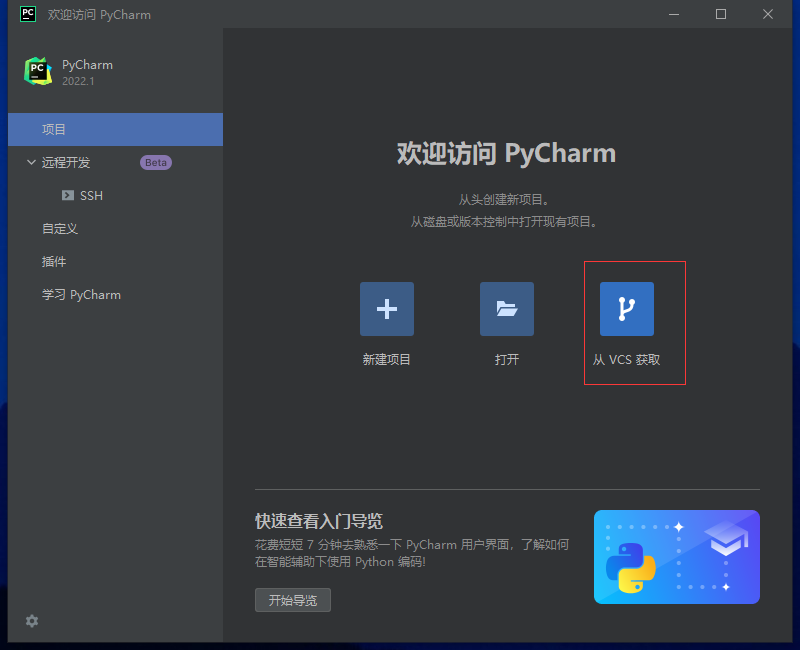 PC 欢迎访问 PyCharm
PC PyCharm
2022.1
项目
远程开发 Beta
SSH
自定义
插件
学习 PyCharm
欢迎访问 PyCharm
从头创建新项目。
从磁盘或版本控制中打开现有项目。
新建项目
打开
从 VCS 获取
快速查看入门导览
花费短短 7 分钟去熟悉一下 PyCharm 用户界面，了解如何
在智能辅助下使用 Python 编码!
开始导览